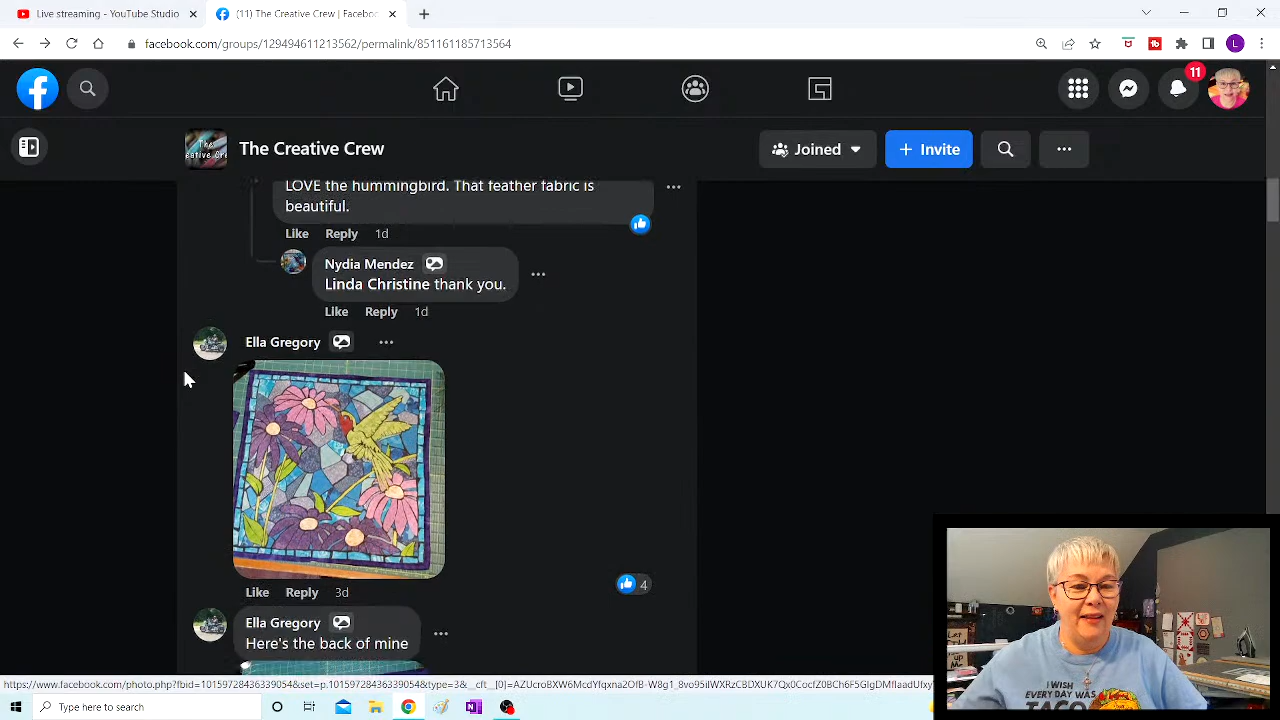 Live streaming - YouTube Studio
(11) The Creative Crew | Faceboo
facebook.com/groups/129494611213562/permalink/851161185713564
11
The Creative Crew
Joined
+ Invite
LOVE the hummingbird. That feather fabric is
beautiful.
Like Reply 1d
Nydia Mendez
Linda Christine thank you.
Like Reply 1d
Ella Gregory
Like Reply 3d
4
Ella Gregory
Here's the back of mine
I WISH
EVERY DAY WAS
TACO
Type here to search